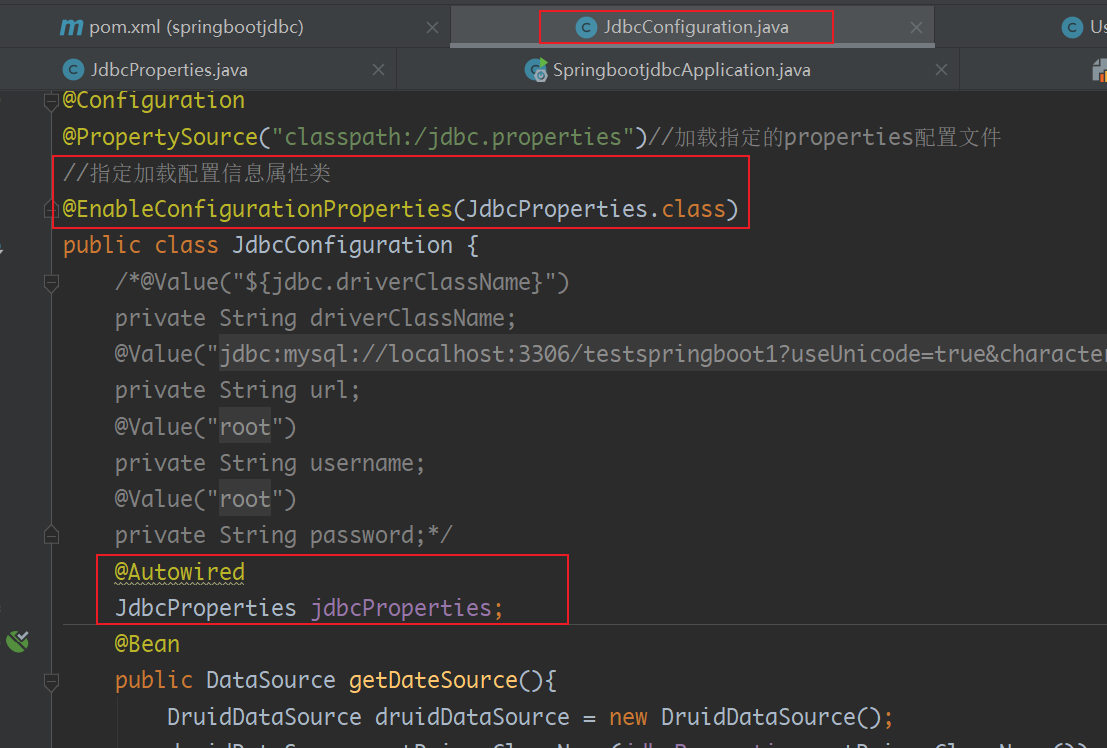 pom.xml (springbootjdbc)
JdbcConfiguration.java
Us
JdbcProperties.java
SpringbootjdbcApplication.java
@Configuration
@PropertySource("classpath:/jdbc.properties")//加载指定的properties配置文件
//指定加载配置信息属性类
@EnableConfigurationProperties(JdbcProperties.class)
public class JdbcConfiguration {
/*@Value("${jdbc.driverClassName}")
private String driverClassName;
@Value("jdbc:mysql://localhost:3306/testspringboot1?useUnicode=true&character
private String url;
@Value("root")
private String username;
@Value("root")
private String password;*/
@Autowired
JdbcProperties jdbcProperties;
@Bean
public DataSource getDateSource(){
DruidDataSource druidDataSource = new DruidDataSource();